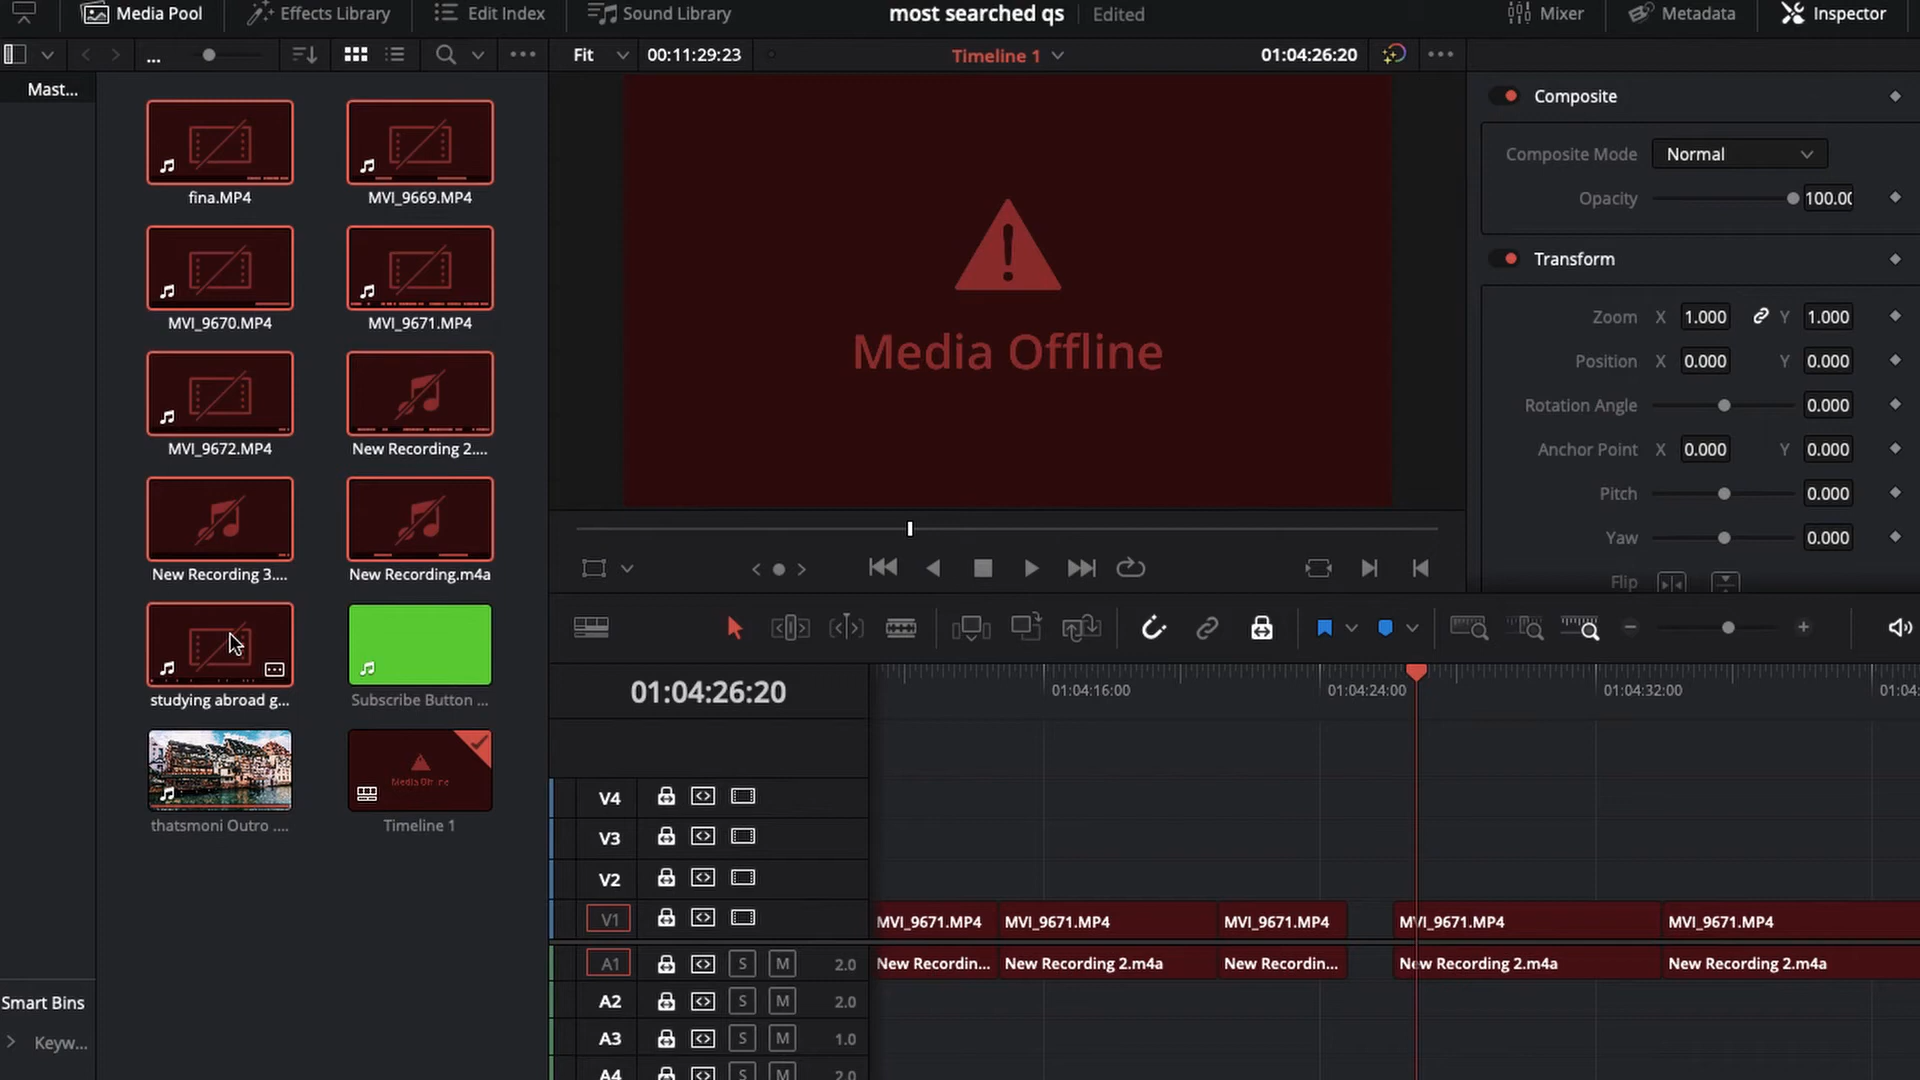 Media Pool
Effects Library
Edit Index
Sound Library
most searched qs
Edited
Mixer
Metadata
Inspector
...
Fit
00:11:29:23
Timeline 1
01:04:26:20
Mast...
fina.MP4
MVI_9669.MP4
MVI_9670.MP4
MVI_9671.MP4
MVI_9672.MP4
New Recording 2....
New Recording 3....
New Recording.m4a
studying abroad g...
Subscribe Button ...
thatsmoni Outro ....
Timeline 1
Media Offline
Smart Bins
Keyw...
Media Offline
Composite
Composite Mode
Normal
Opacity
100.00
Transform
Zoom X 1.000 Y 1.000
Position X 0.000 Y 0.000
Rotation Angle 0.000
Anchor Point X 0.000 Y 0.000
Pitch 0.000
Yaw 0.000
Flip
01:04:26:20
01:04:16:00
01:04:24:00
01:04:32:00
01:04:
V4
V3
V2
V1
MVI_9671.MP4
MVI_9671.MP4
MVI_9671.MP4
MVI_9671.MP4
MVI_9671.MP4
A1 S M 2.0
New Recordin...
New Recording 2.m4a
New Recordin...
New Recording 2.m4a
New Recording 2.m4a
A2 S M 2.0
A3 S M 1.0
A4 S M 2.0